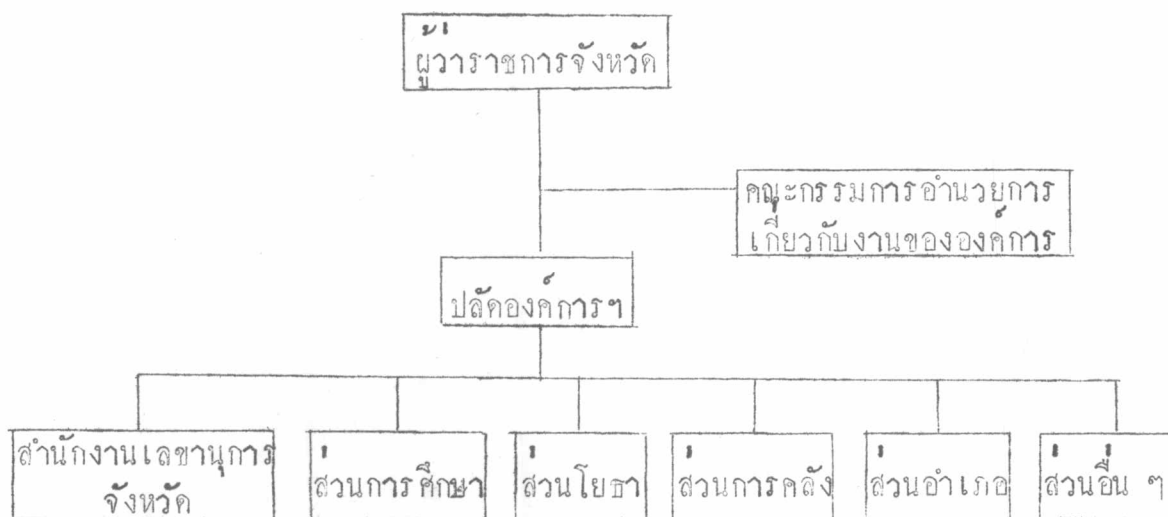 ผู้ว่าราชการจังหวัด
คณะกรรมการอำนวยการ
เกี่ยวกับงานขององค์การ
ปลัดองค์การฯ
สำนักงานเลขานุการ
จังหวัด
ส่วนการศึกษา
ส่วนโยธา
ส่วนการคลัง
ส่วนอำเภอ
ส่วนอื่น ๆ